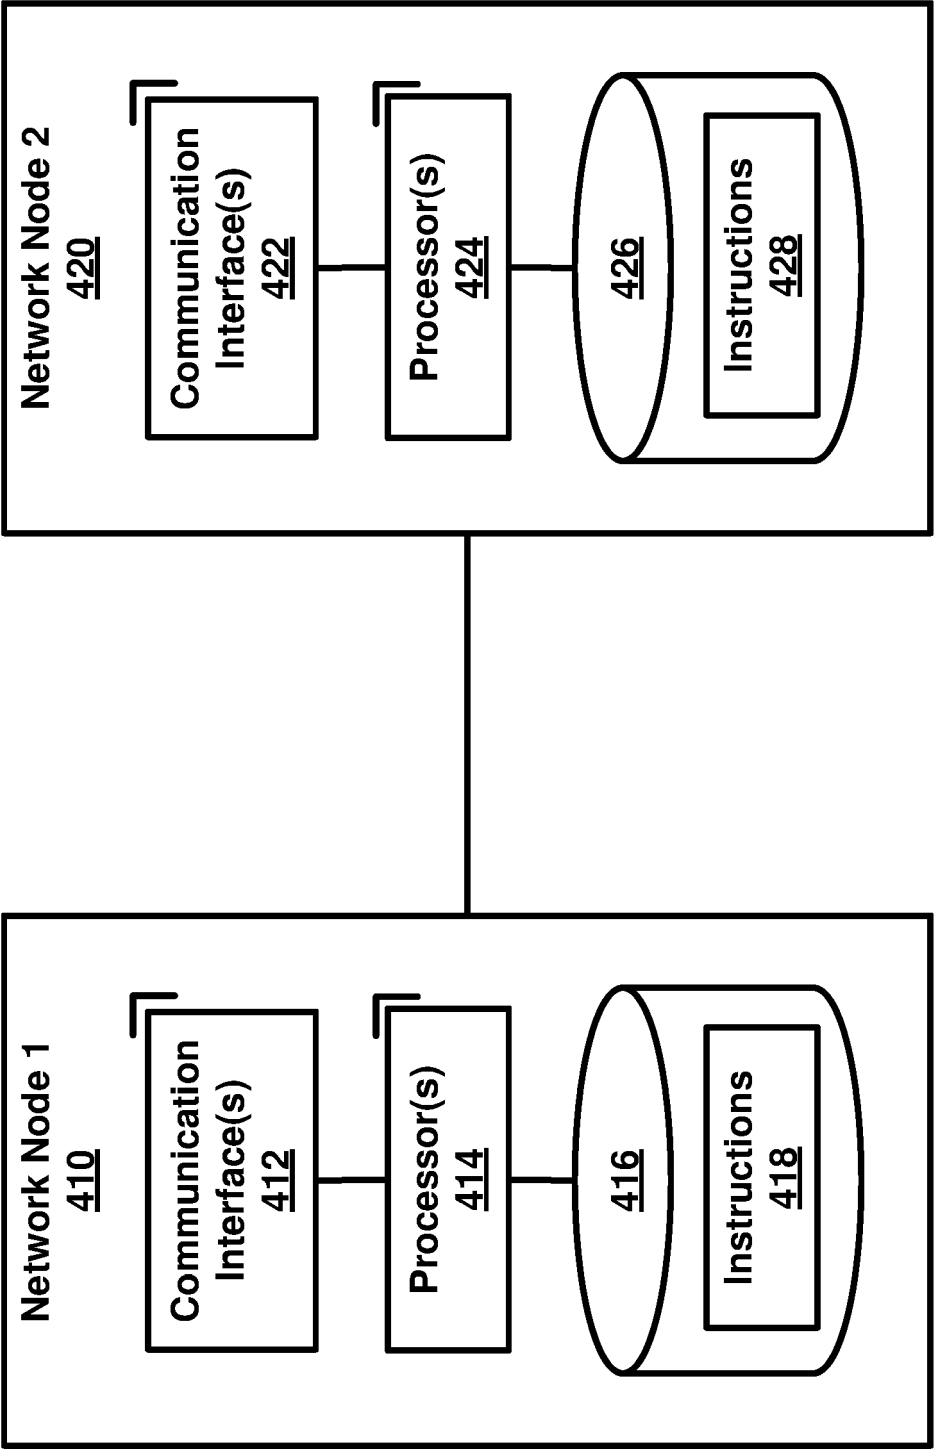 Network Node 1
410
Communication
Interface(s)
412
Processor(s)
414
416
Instructions
418
Network Node 2
420
Communication
Interface(s)
422
Processor(s)
424
426
Instructions
428